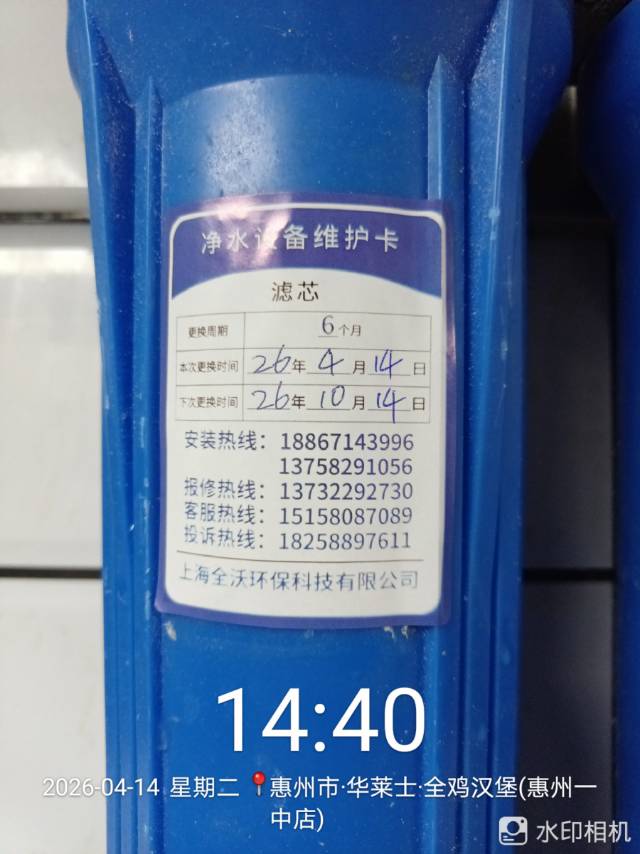 净水设备维护卡
滤芯
更换周期 6个月
本次更换时间 26年 4月 14日
下次更换时间 26年 10月 14日
安装热线：18867143996
13758291056
报修热线：13732292730
客服热线：15158087089
投诉热线：18258897611
上海全沃环保科技有限公司
14:40
2026-04-14 星期二 📍惠州市·华莱士·全鸡汉堡(惠州一
中店)
水印相机